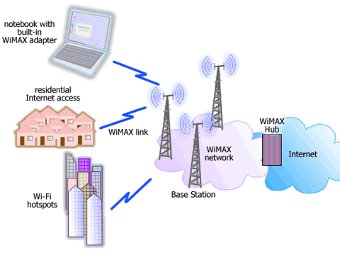 notebook with
built-in
WiMAX adapter
residential
Internet access
WiMAX link
Wi-Fi
hotspots
Base Station
WiMAX
network
WiMAX
Hub
Internet